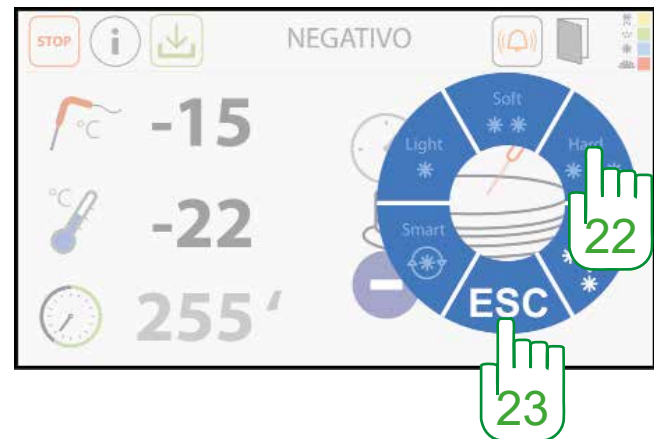 STOP i NEGATIVO
Soft
°C -15
Light
Hard
°C -22
22
Smart
255'
ESC
23